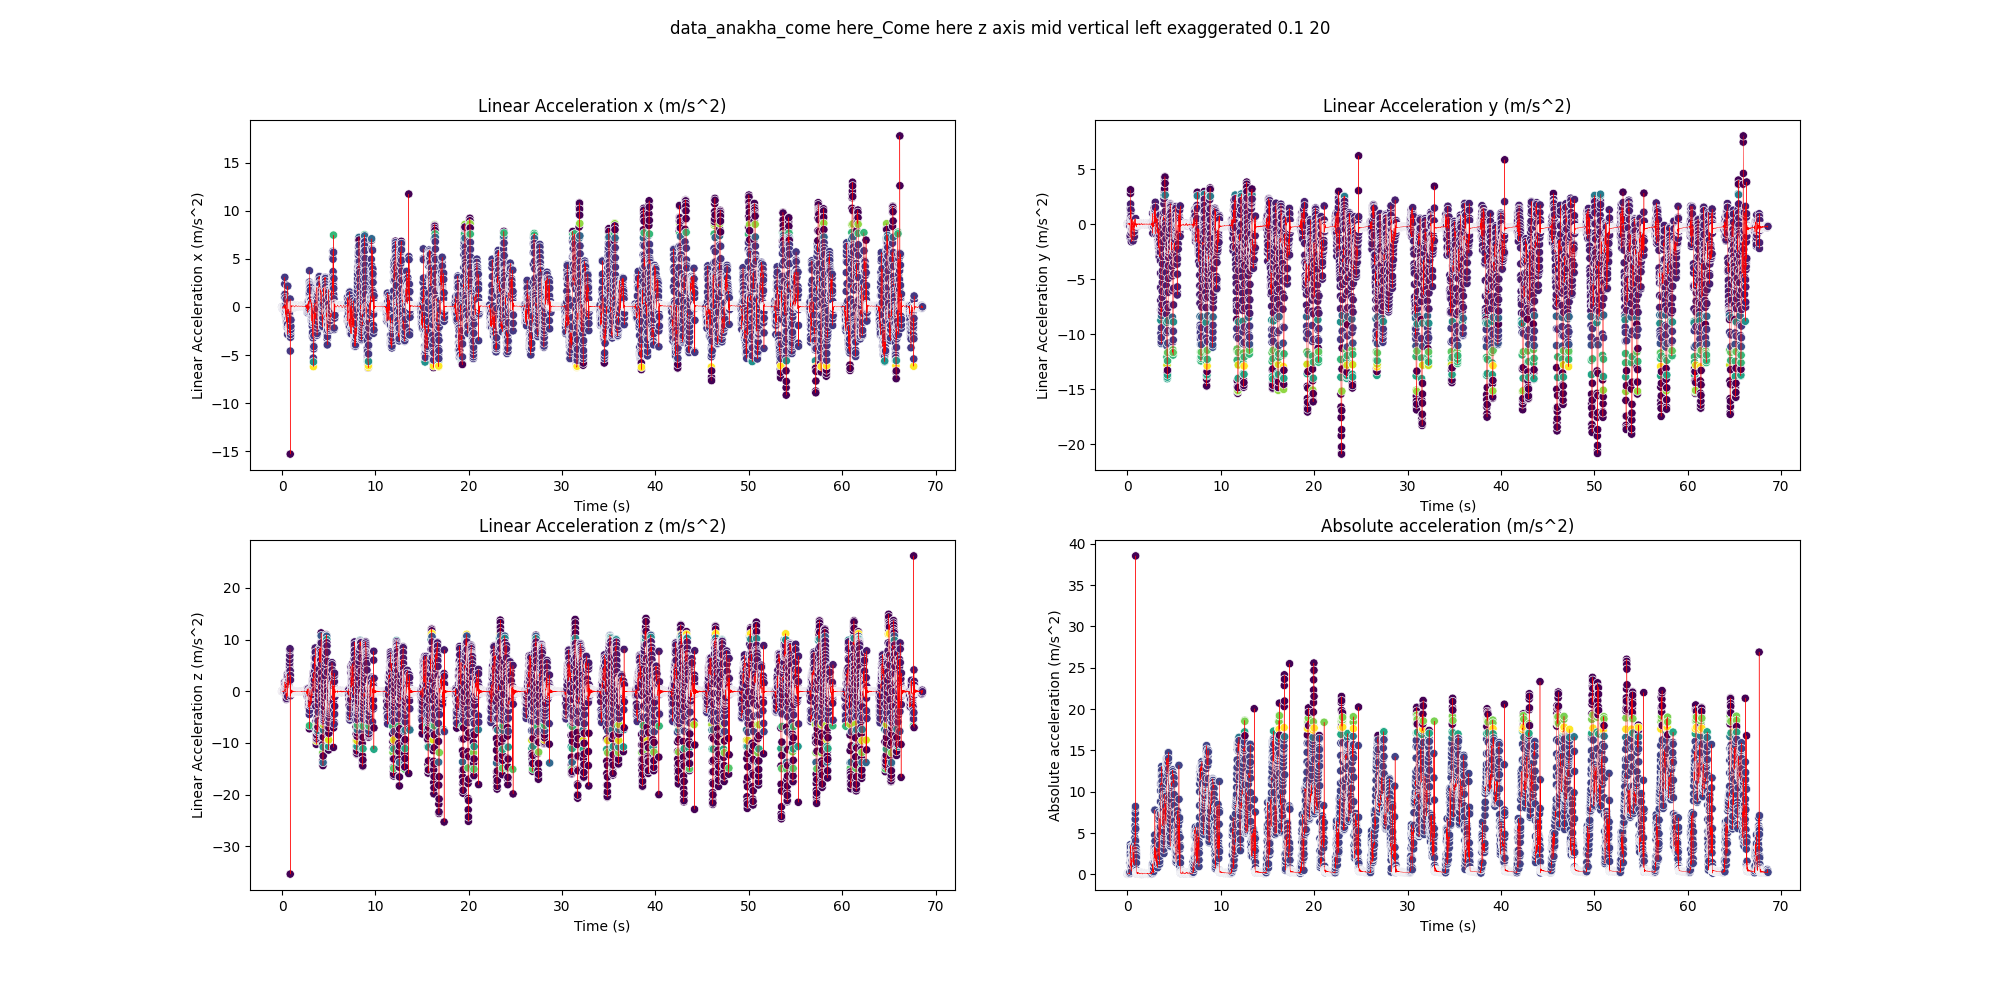 data_anakha_come here_Come here z axis mid vertical left exaggerated 0.1 20
Linear Acceleration x (m/s^2)
Linear Acceleration x (m/s^2)
15
10
5
0
−5
−10
−15
0 10 20 30 40 50 60 70
Time (s)
Linear Acceleration y (m/s^2)
Linear Acceleration y (m/s^2)
5
0
−5
−10
−15
−20
0 10 20 30 40 50 60 70
Time (s)
Linear Acceleration z (m/s^2)
Linear Acceleration z (m/s^2)
20
10
0
−10
−20
−30
0 10 20 30 40 50 60 70
Time (s)
Absolute acceleration (m/s^2)
Absolute acceleration (m/s^2)
40
35
30
25
20
15
10
5
0
0 10 20 30 40 50 60 70
Time (s)